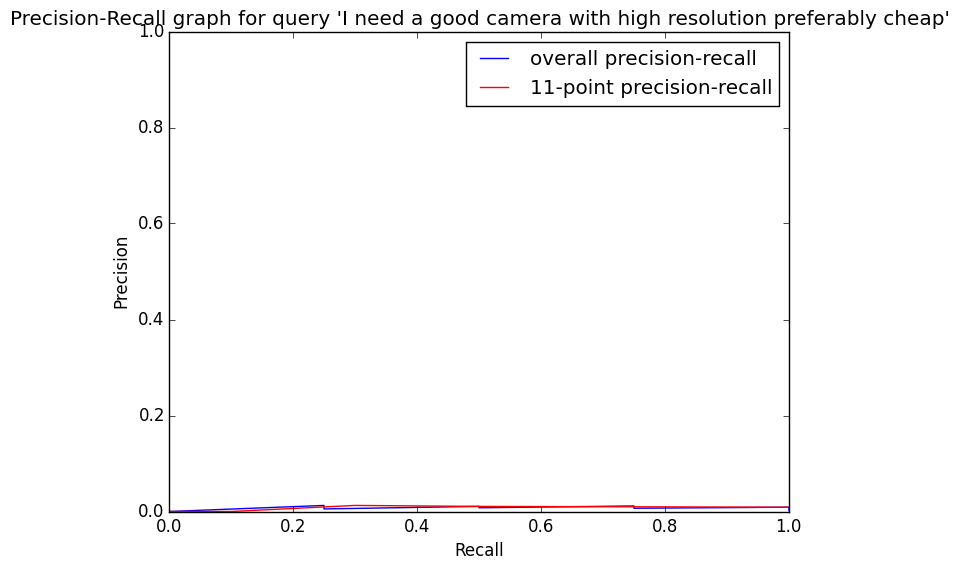 Precision-Recall graph for query 'I need a good camera with high resolution preferably cheap'
1.0
overall precision-recall
11-point precision-recall
0.8
0.6
Precision
0.4
0.2
0.0
0.0 0.2 0.4 0.6 0.8 1.0
Recall